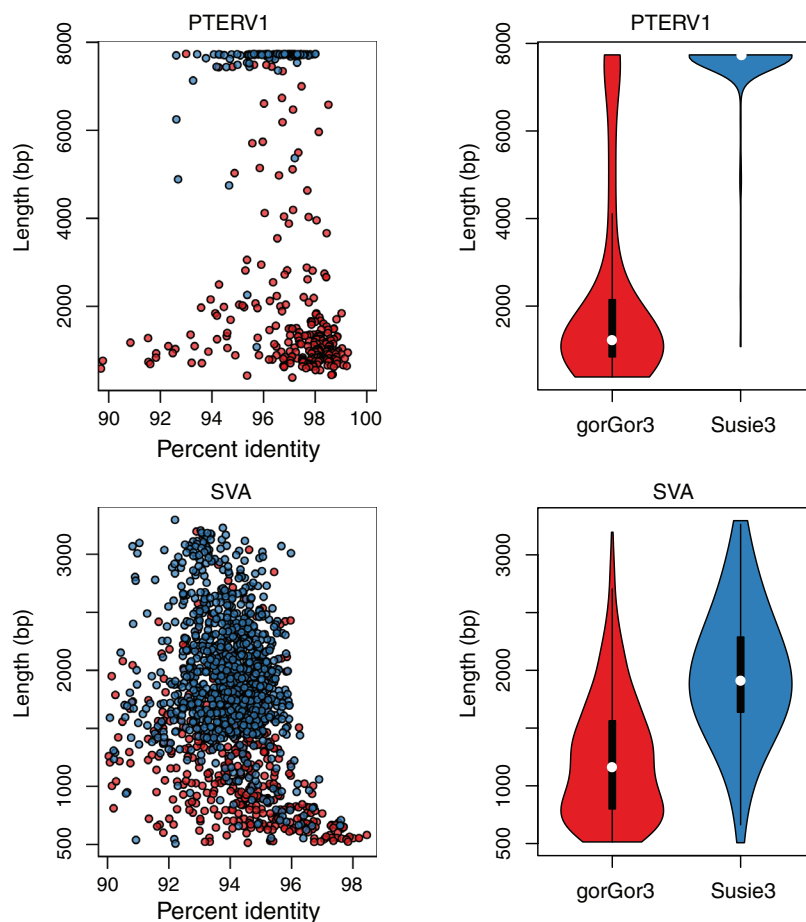 PTERV1
Length (bp)
8000
6000
4000
2000
90 92 94 96 98 100
Percent identity
PTERV1
Length (bp)
8000
6000
4000
2000
gorGor3 Susie3
SVA
Length (bp)
3000
2000
1000
500
90 92 94 96 98
Percent identity
SVA
Length (bp)
3000
2000
1000
500
gorGor3 Susie3